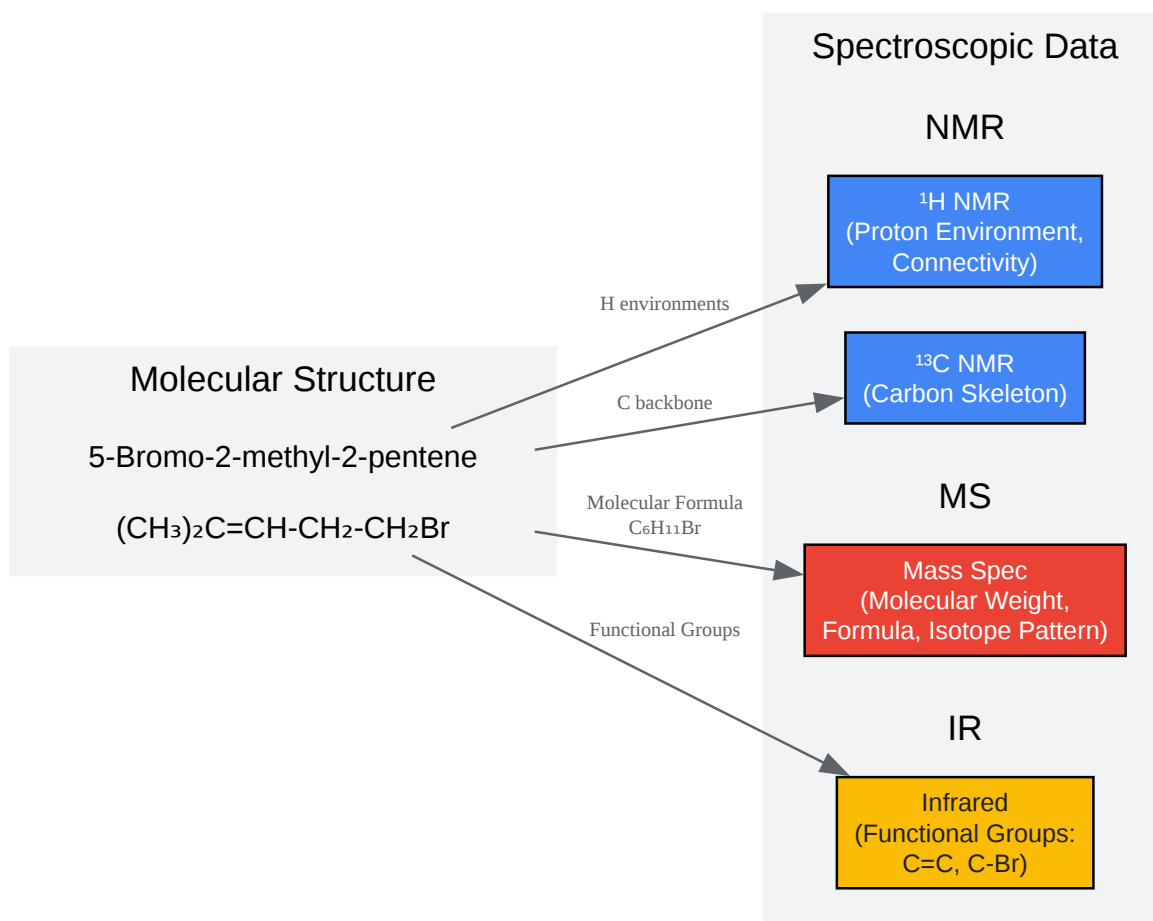 Spectroscopic Data
NMR
¹H NMR
(Proton Environment,
Connectivity)
H environments
¹³C NMR
(Carbon Skeleton)
C backbone
Molecular Structure
5-Bromo-2-methyl-2-pentene
(CH₃)₂C=CH-CH₂-CH₂Br
Molecular Formula
C₆H₁₁Br
MS
Mass Spec
(Molecular Weight,
Formula, Isotope Pattern)
Functional Groups
IR
Infrared
(Functional Groups:
C=C, C-Br)